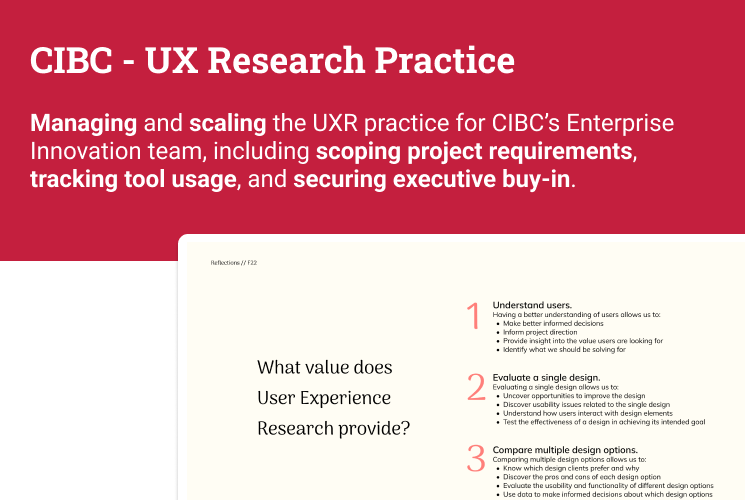 CIBC - UX Research Practice
Managing and scaling the UXR practice for CIBC’s Enterprise
Innovation team, including scoping project requirements,
tracking tool usage, and securing executive buy-in.
Reflections // F22
What value does
User Experience
Research provide?
1
Understand users.
Having a better understanding of users allows us to:
• Make better informed decisions
• Inform project direction
• Provide insight into the value users are looking for
• Identify what we should be solving for
2
Evaluate a single design.
Evaluating a single design allows us to:
• Uncover opportunities to improve the design
• Discover usability issues related to the single design
• Understand how users interact with design elements
• Test the effectiveness of a design in achieving its intended goal
3
Compare multiple design options.
Comparing multiple design options allows us to:
• Know which design clients prefer and why
• Discover the pros and cons of each design option
• Evaluate the usability and functionality of different design options
• Use data to make informed decisions about which design options